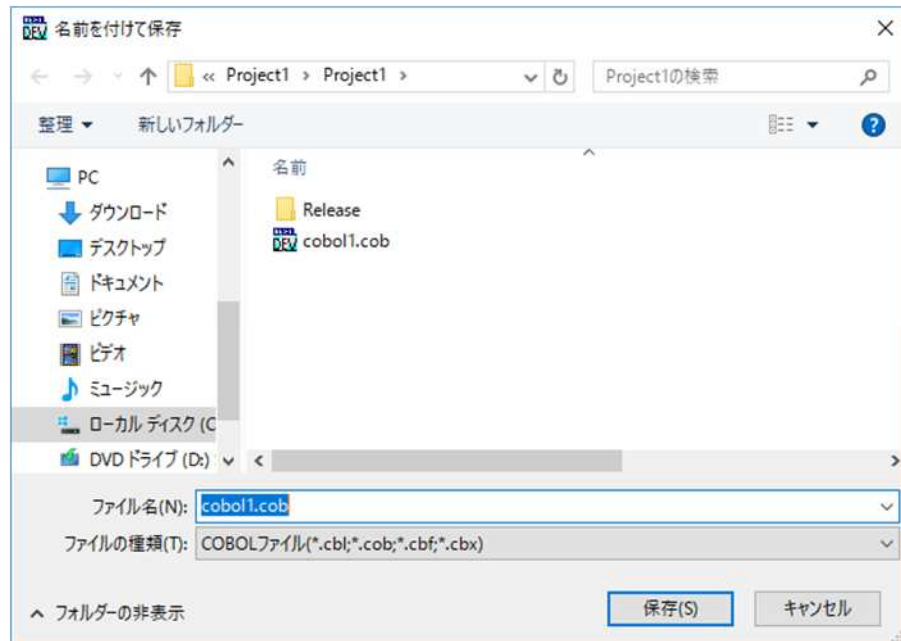 名前を付けて保存
« Project1 › Project1 ›
Project1の検索
整理
新しいフォルダー
PC
ダウンロード
デスクトップ
ドキュメント
ピクチャ
ビデオ
ミュージック
ローカル ディスク (C
DVD ドライブ (D:)
名前
Release
cobol1.cob
ファイル名(N): cobol1.cob
ファイルの種類(T): COBOLファイル(*.cbl;*.cob;*.cbf;*.cbx)
フォルダーの非表示
保存(S)
キャンセル